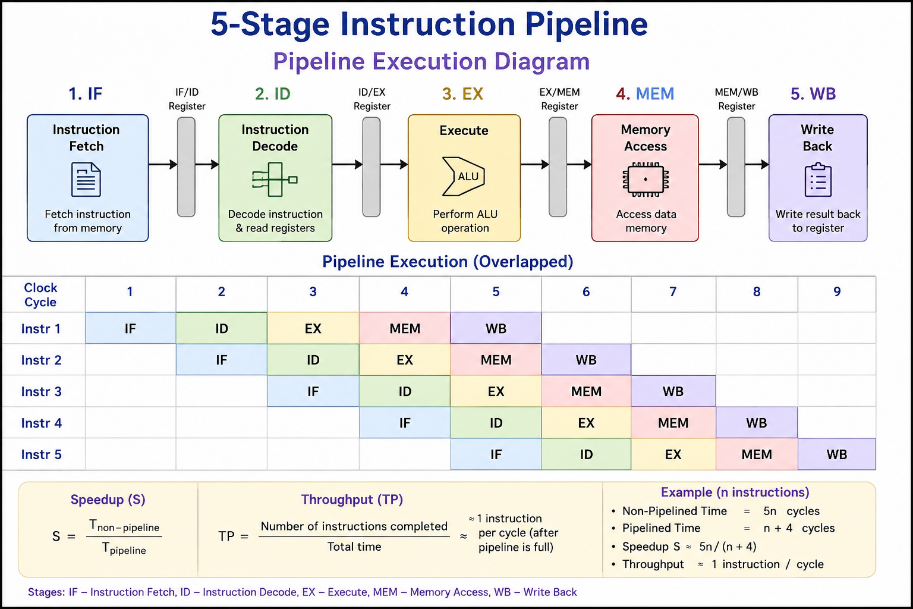 5-Stage Instruction Pipeline
Pipeline Execution Diagram
1. IF
IF/ID
Register
2. ID
ID/EX
Register
3. EX
EX/MEM
Register
4. MEM
MEM/WB
Register
5. WB
Instruction
Fetch
Fetch instruction
from memory
Instruction
Decode
Decode instruction
& read registers
Execute
ALU
Perform ALU
operation
Memory
Access
Access data
memory
Write
Back
Write result back
to register
Pipeline Execution (Overlapped)
Clock
Cycle
1 2 3 4 5 6 7 8 9
Instr 1 IF ID EX MEM WB
Instr 2 IF ID EX MEM WB
Instr 3 IF ID EX MEM WB
Instr 4 IF ID EX MEM WB
Instr 5 IF ID EX MEM WB
Speedup (S)
S = T non-pipeline / T pipeline
Throughput (TP)
TP = Number of instructions completed / Total time ≈
≈ 1 instruction
per cycle (after
pipeline is full)
Example (n instructions)
• Non-Pipelined Time = 5n cycles
• Pipelined Time = n + 4 cycles
• Speedup S ≈ 5n/(n + 4)
• Throughput ≈ 1 instruction / cycle
Stages: IF – Instruction Fetch, ID – Instruction Decode, EX – Execute, MEM – Memory Access, WB – Write Back